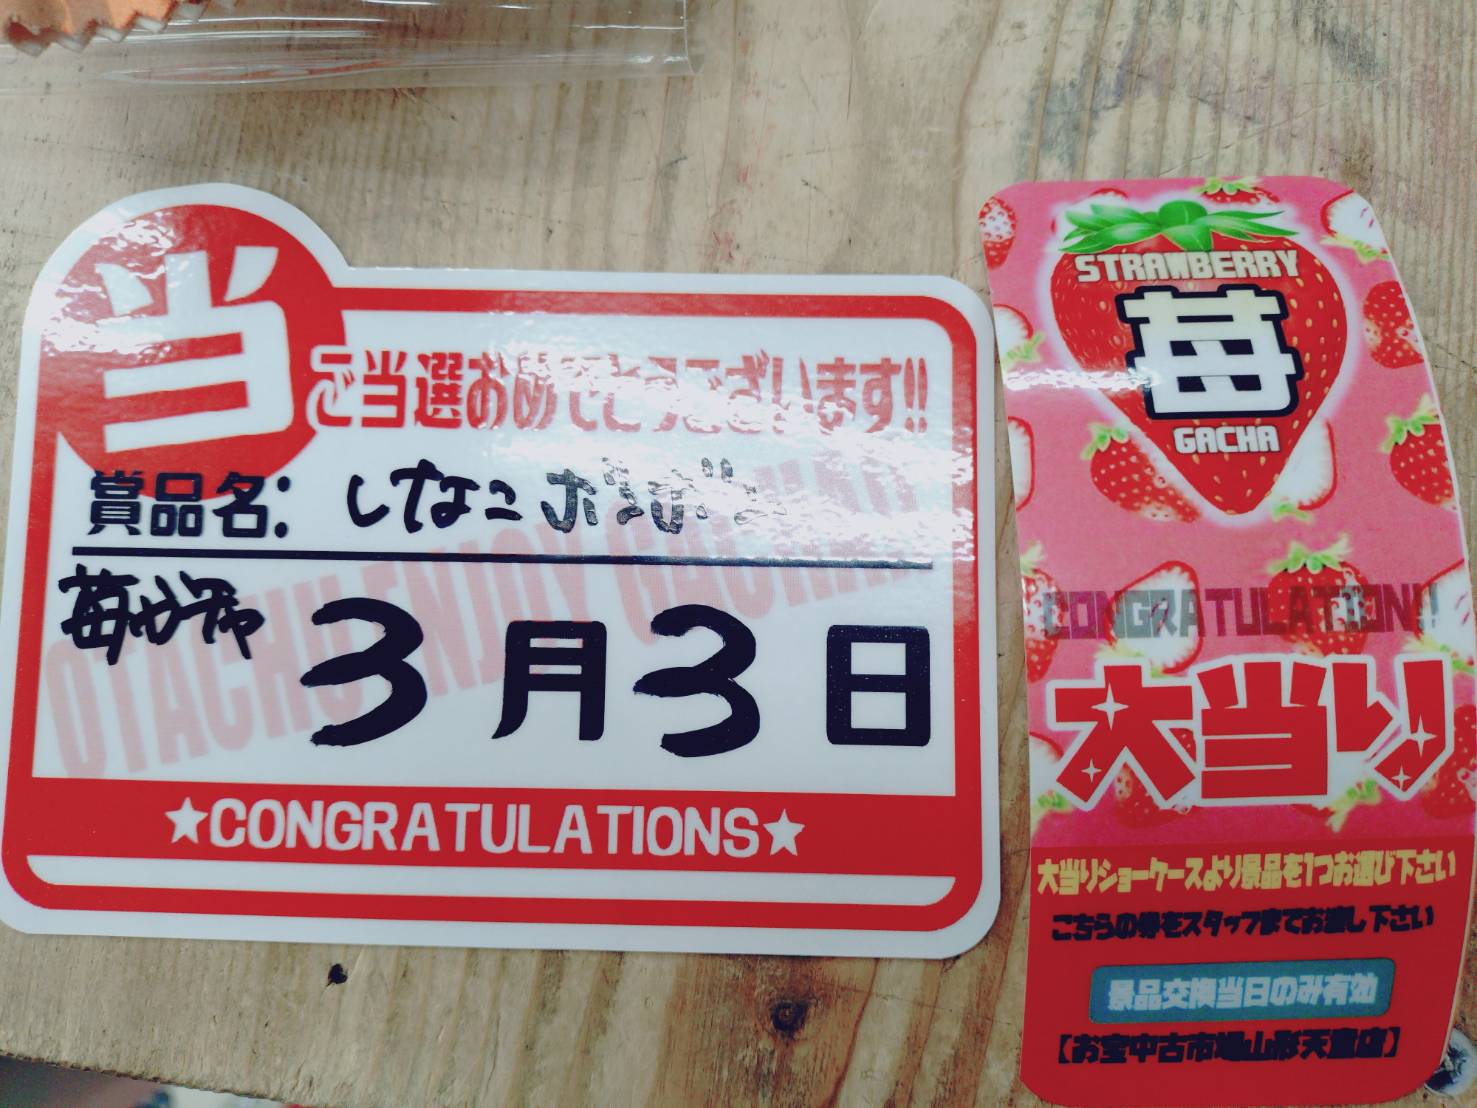 当
ご当選おめでとうございます!!
賞品名:
しなこ
苺ガチャ
3月3日
OTACHU ENJOY GACHA
★CONGRATULATIONS★
STRAWBERRY
苺
GACHA
CONGRATULATION!!
大当り
大当りショーケースより景品を1つお選び下さい
こちらの券をスタッフまでお渡し下さい
景品交換当日のみ有効
【お宝中古市場山形天童店】